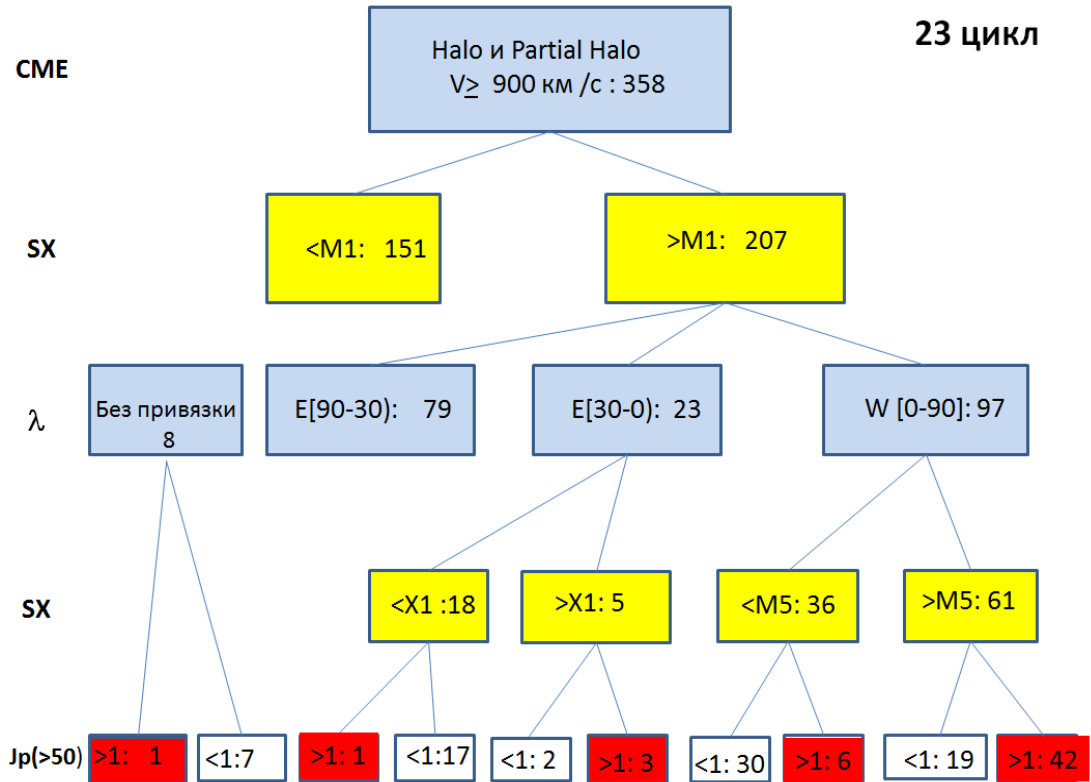 23 цикл
CME
Halo и Partial Halo
V≥ 900 км /с : 358
SX
<M1: 151
>M1: 207
λ
Без привязки
8
E[90-30): 79
E[30-0): 23
W [0-90]: 97
SX
<X1 :18
>X1: 5
<M5: 36
>M5: 61
Jp(>50)
>1: 1
<1:7
>1: 1
<1:17
<1: 2
>1: 3
<1: 30
>1: 6
<1: 19
>1: 42